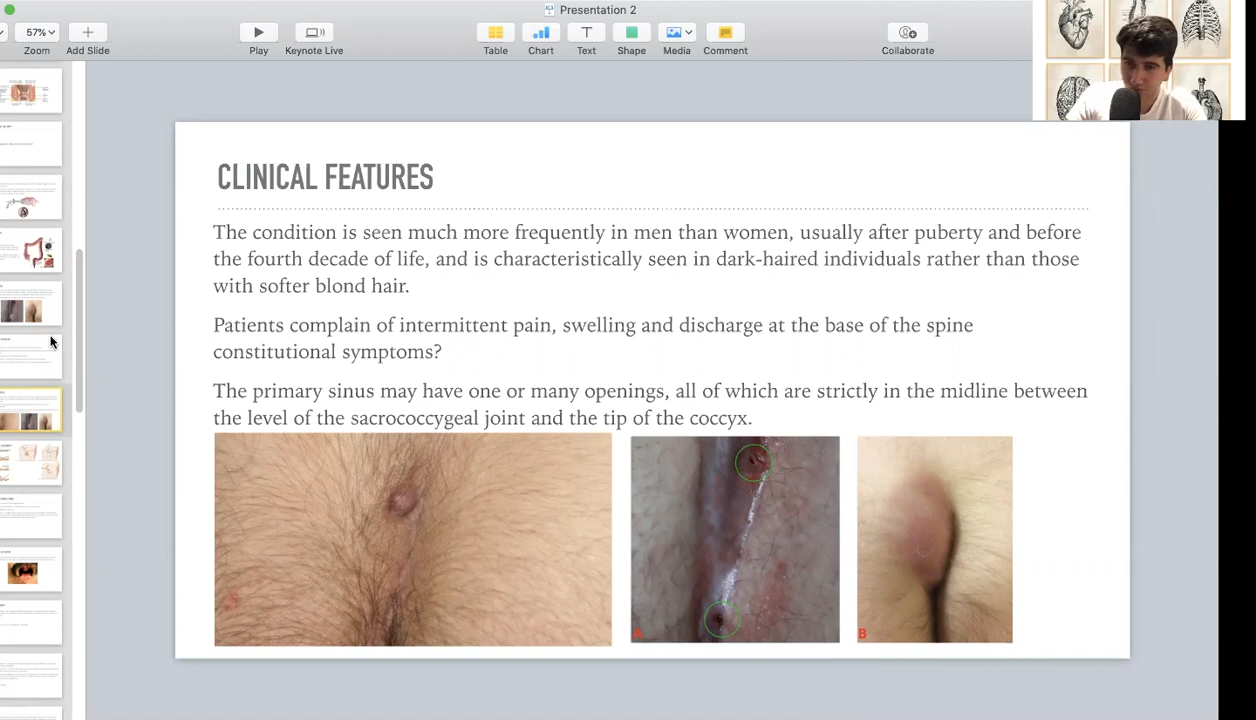 Presentation 2
57%
Zoom
Add Slide
Play
Keynote Live
Table
Chart
Text
Shape
Media
Comment
Collaborate
CLINICAL FEATURES
The condition is seen much more frequently in men than women, usually after puberty and before
the fourth decade of life, and is characteristically seen in dark-haired individuals rather than those
with softer blond hair.
Patients complain of intermittent pain, swelling and discharge at the base of the spine
constitutional symptoms?
The primary sinus may have one or many openings, all of which are strictly in the midline between
the level of the sacrococcygeal joint and the tip of the coccyx.
A
B